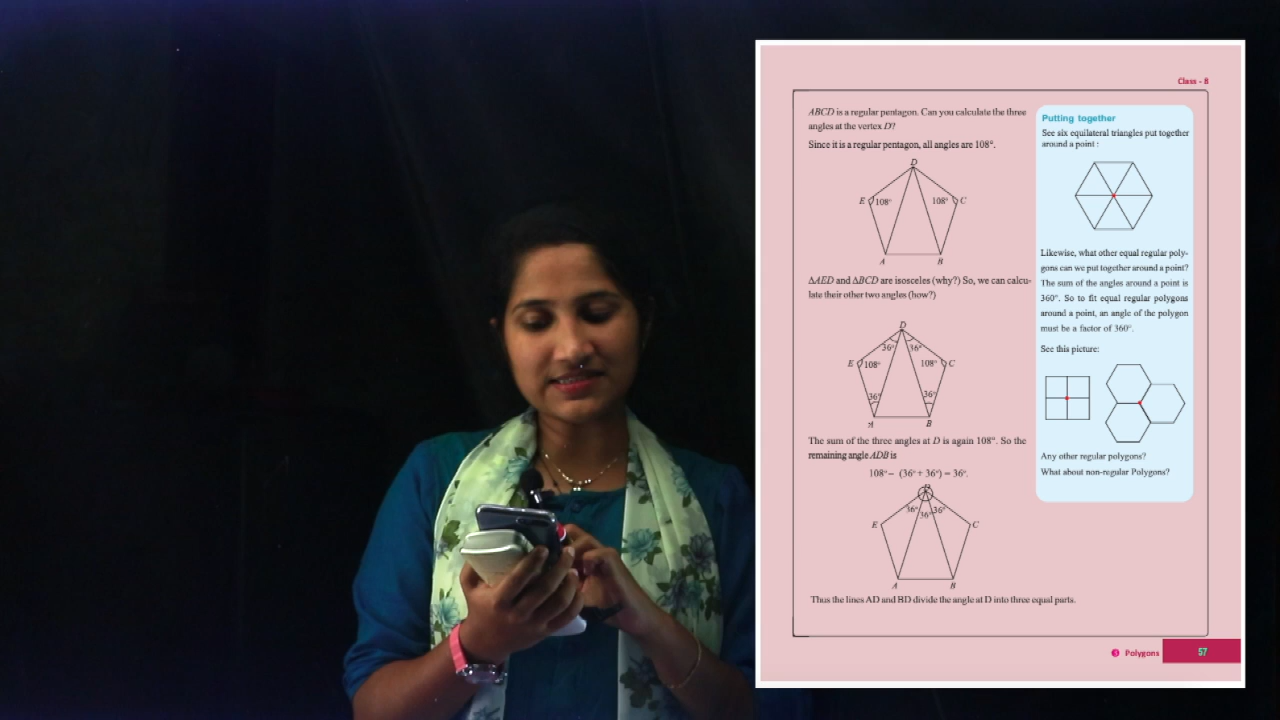 Class - 8
ABCD is a regular pentagon. Can you calculate the three
angles at the vertex D?
Since it is a regular pentagon, all angles are 108°.
D
E 108° 108° C
A B
ΔAED and ΔBCD are isosceles (why?) So, we can calcu-
late their other two angles (how?)
D
36° 36°
E 108° 108° C
36° 36°
A B
The sum of the three angles at D is again 108°. So the
remaining angle ADB is
108° – (36° + 36°) = 36°.
D
36° 36° 36°
E C
A B
Thus the lines AD and BD divide the angle at D into three equal parts.
Putting together
See six equilateral triangles put together
around a point :
Likewise, what other equal regular poly-
gons can we put together around a point?
The sum of the angles around a point is
360°. So to fit equal regular polygons
around a point, an angle of the polygon
must be a factor of 360°.
See this picture:
Any other regular polygons?
What about non-regular Polygons?
3 Polygons 57